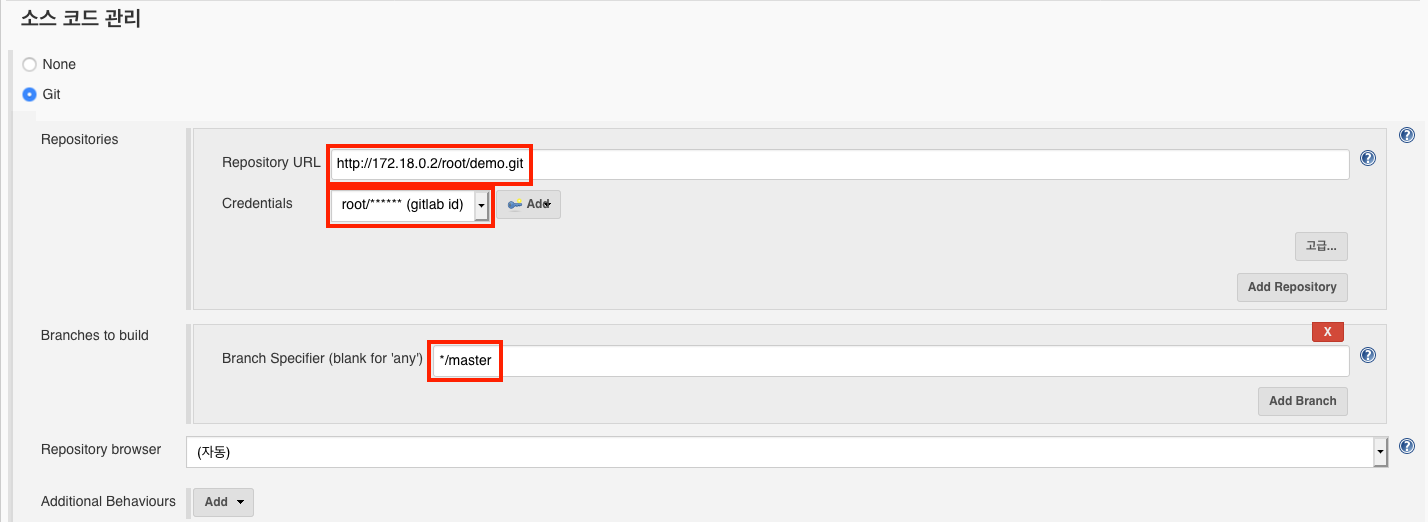 소스 코드 관리
None
Git
Repositories
Repository URL http://172.18.0.2/root/demo.git
Credentials root/****** (gitlab id) Add
고급...
Add Repository
Branches to build
X
Branch Specifier (blank for 'any') */master
Add Branch
Repository browser (자동)
Additional Behaviours Add